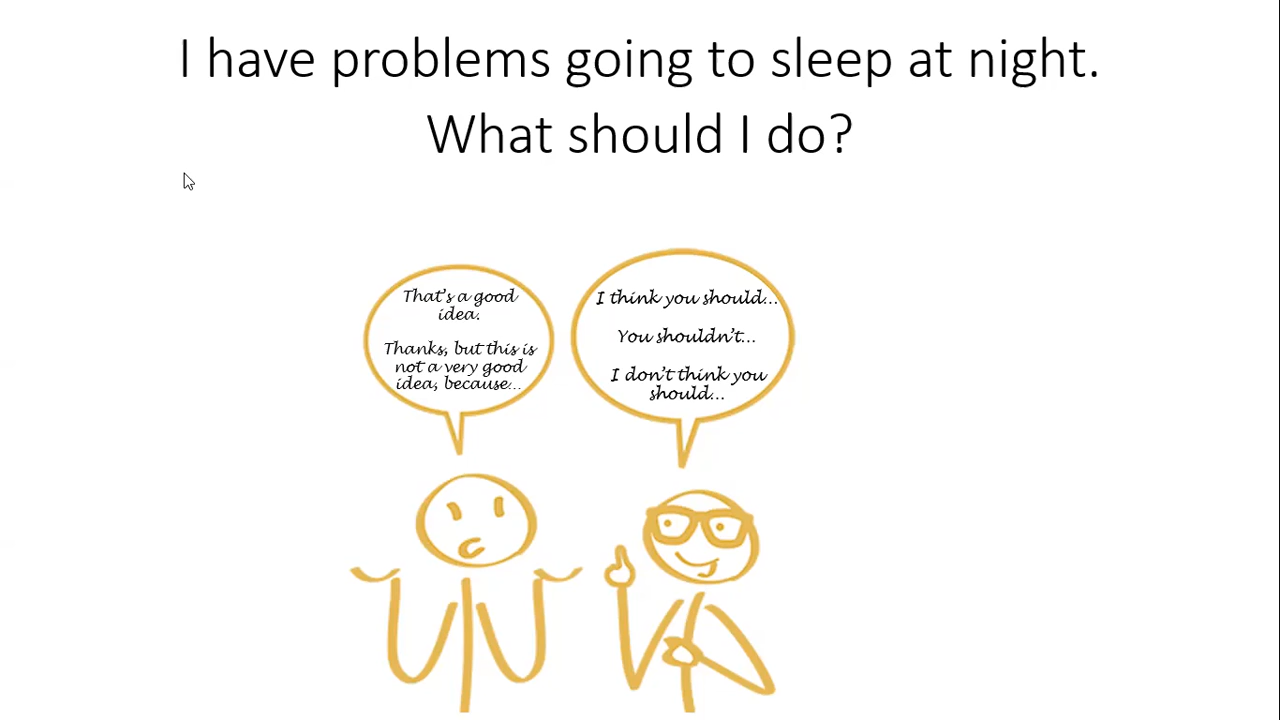 I have problems going to sleep at night.
What should I do?
That's a good
idea.
Thanks, but this is
not a very good
idea, because...
I think you should...
You shouldn't...
I don't think you
should...